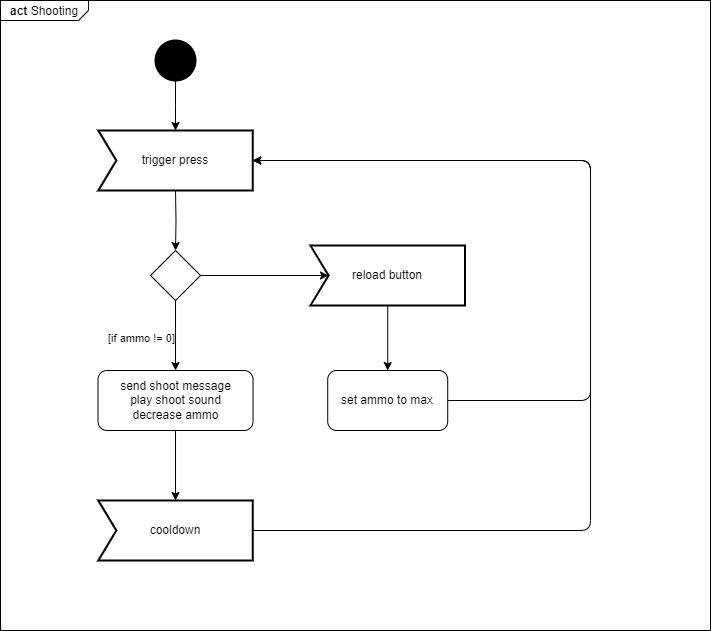 act Shooting
trigger press
reload button
[if ammo != 0]
send shoot message
play shoot sound
decrease ammo
set ammo to max
cooldown